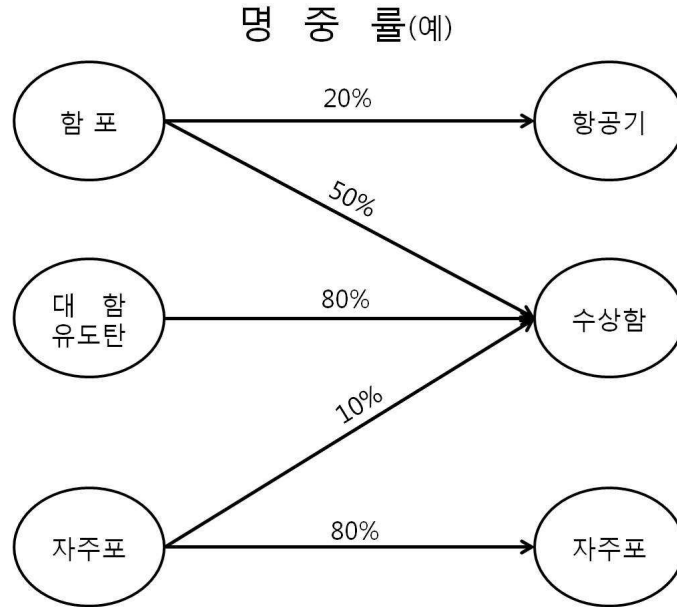 명 중 률(예)
함 포
20%
항공기
50%
대 함
유도탄
80%
수상함
10%
자주포
80%
자주포